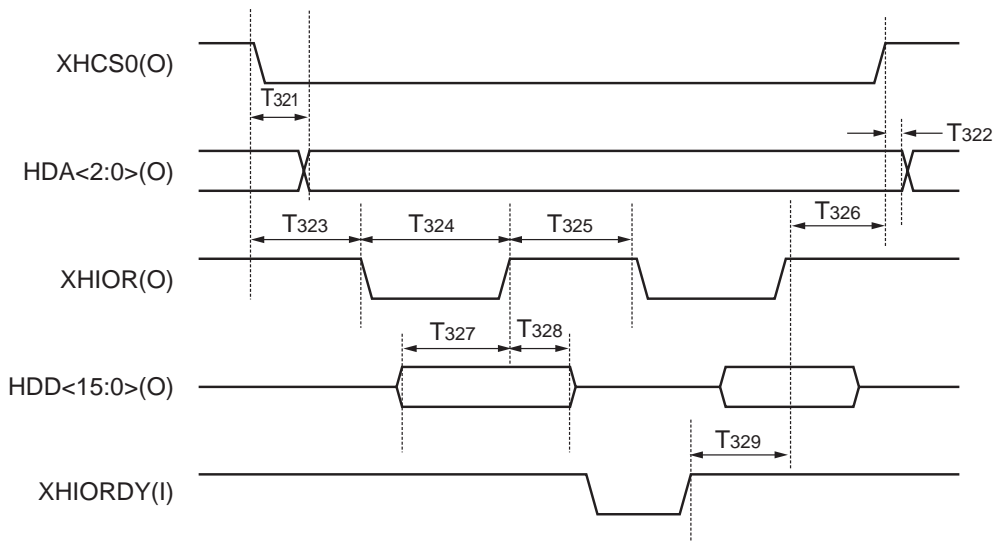 XHCS0(O)
T321
T322
HDA<2:0>(O)
T323
T324
T325
T326
XHIOR(O)
T327
T328
HDD<15:0>(O)
T329
XHIORDY(I)